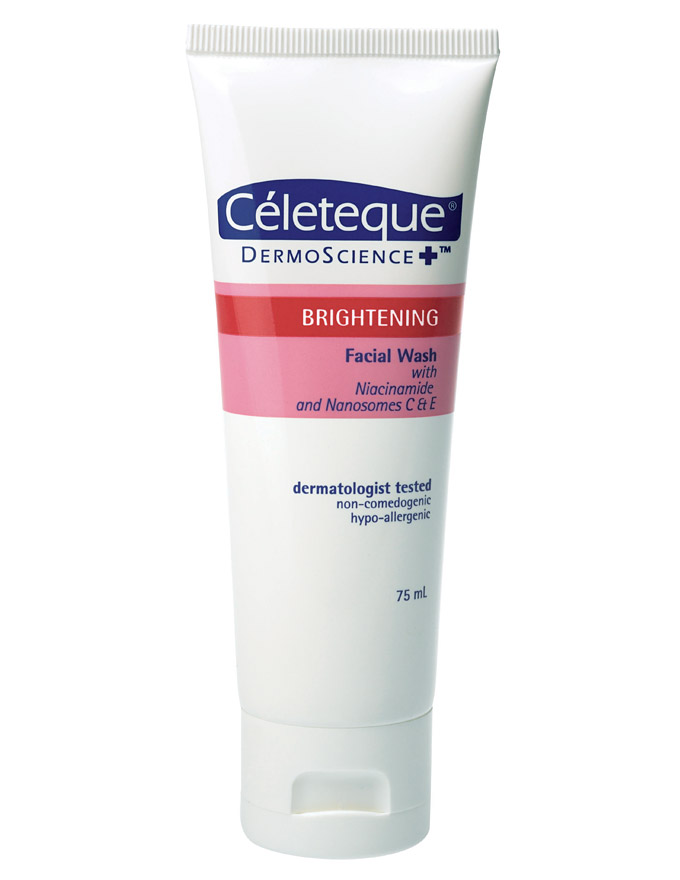 Céleteque®
DERMOSCIENCE+™
BRIGHTENING
Facial Wash
with
Niacinamide
and Nanosomes C & E
dermatologist tested
non-comedogenic
hypo-allergenic
75 mL